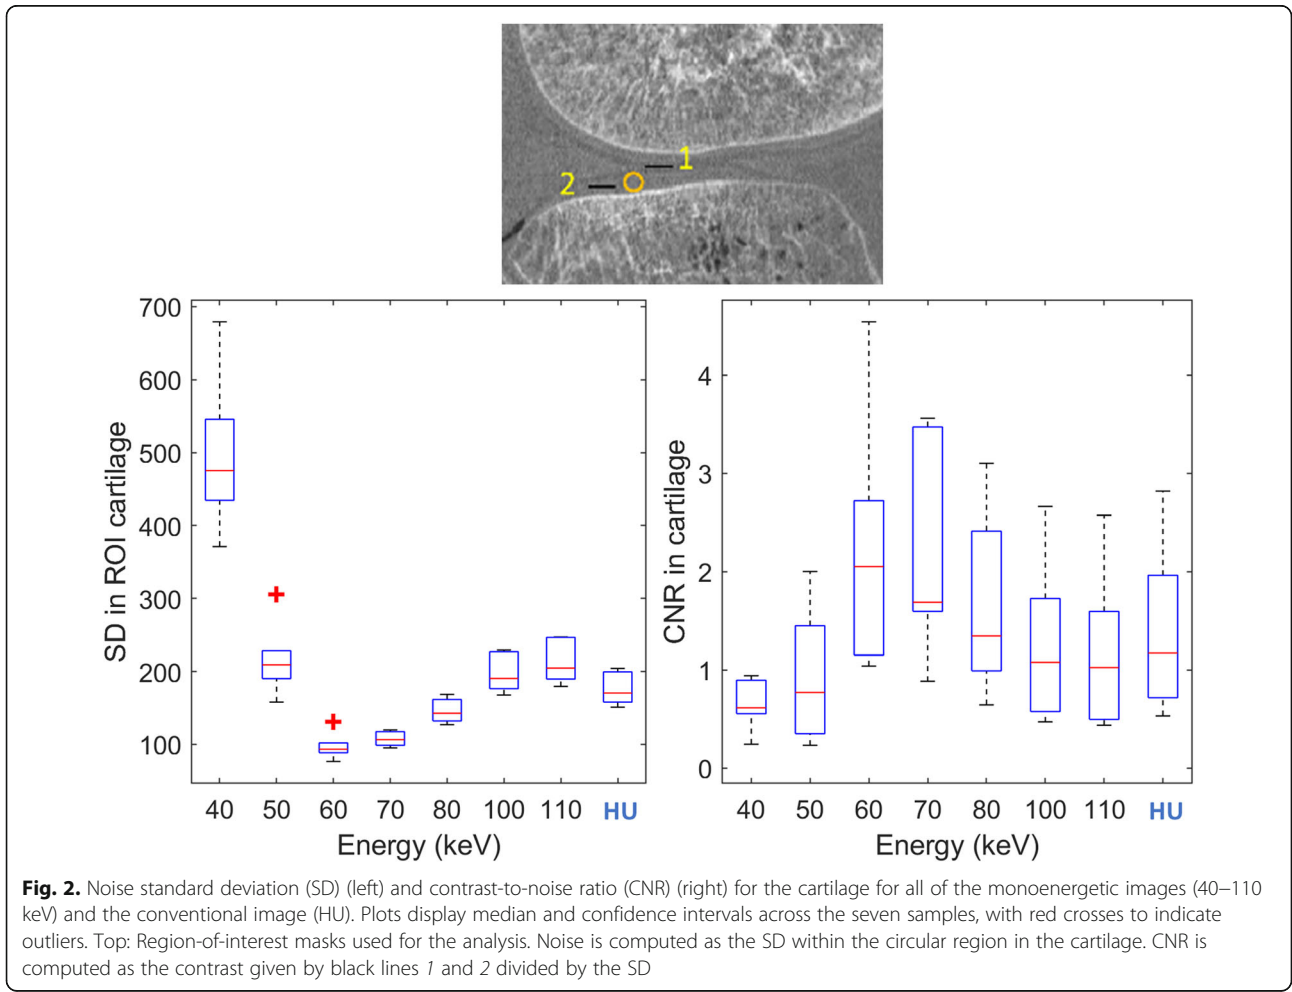 1
2
700
600
500
400
300
200
100
SD in ROI cartilage
40 50 60 70 80 100 110 HU
Energy (keV)
4
3
2
1
0
CNR in cartilage
40 50 60 70 80 100 110 HU
Energy (keV)
Fig. 2. Noise standard deviation (SD) (left) and contrast-to-noise ratio (CNR) (right) for the cartilage for all of the monoenergetic images (40–110
keV) and the conventional image (HU). Plots display median and confidence intervals across the seven samples, with red crosses to indicate
outliers. Top: Region-of-interest masks used for the analysis. Noise is computed as the SD within the circular region in the cartilage. CNR is
computed as the contrast given by black lines 1 and 2 divided by the SD